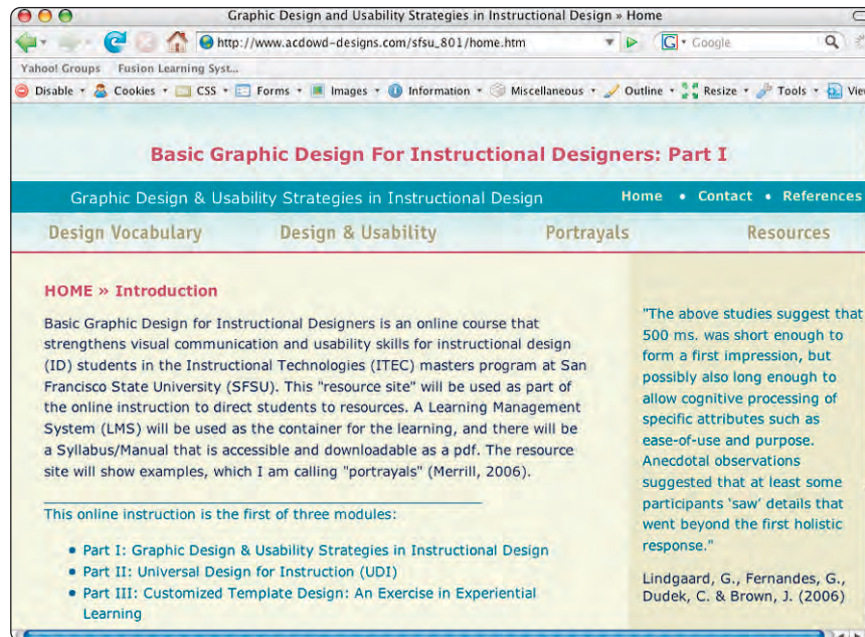 Graphic Design and Usability Strategies in Instructional Design » Home
http://www.acdowd-designs.com/sfsu_801/home.htm
Google
Yahoo! Groups Fusion Learning Syst...
Disable Cookies CSS Forms Images Information Miscellaneous Outline Resize Tools
Basic Graphic Design For Instructional Designers: Part I
Graphic Design & Usability Strategies in Instructional Design Home • Contact • References
Design Vocabulary Design & Usability Portrayals Resources
HOME » Introduction
Basic Graphic Design for Instructional Designers is an online course that
strengthens visual communication and usability skills for instructional design
(ID) students in the Instructional Technologies (ITEC) masters program at San
Francisco State University (SFSU). This "resource site" will be used as part of
the online instruction to direct students to resources. A Learning Management
System (LMS) will be used as the container for the learning, and there will be
a Syllabus/Manual that is accessible and downloadable as a pdf. The resource
site will show examples, which I am calling "portrayals" (Merrill, 2006).
This online instruction is the first of three modules:
• Part I: Graphic Design & Usability Strategies in Instructional Design
• Part II: Universal Design for Instruction (UDI)
• Part III: Customized Template Design: An Exercise in Experiential
Learning
"The above studies suggest that
500 ms. was short enough to
form a first impression, but
possibly also long enough to
allow cognitive processing of
specific attributes such as
ease-of-use and purpose.
Anecdotal observations
suggested that at least some
participants 'saw' details that
went beyond the first holistic
response."
Lindgaard, G., Fernandes, G.,
Dudek, C. & Brown, J. (2006)